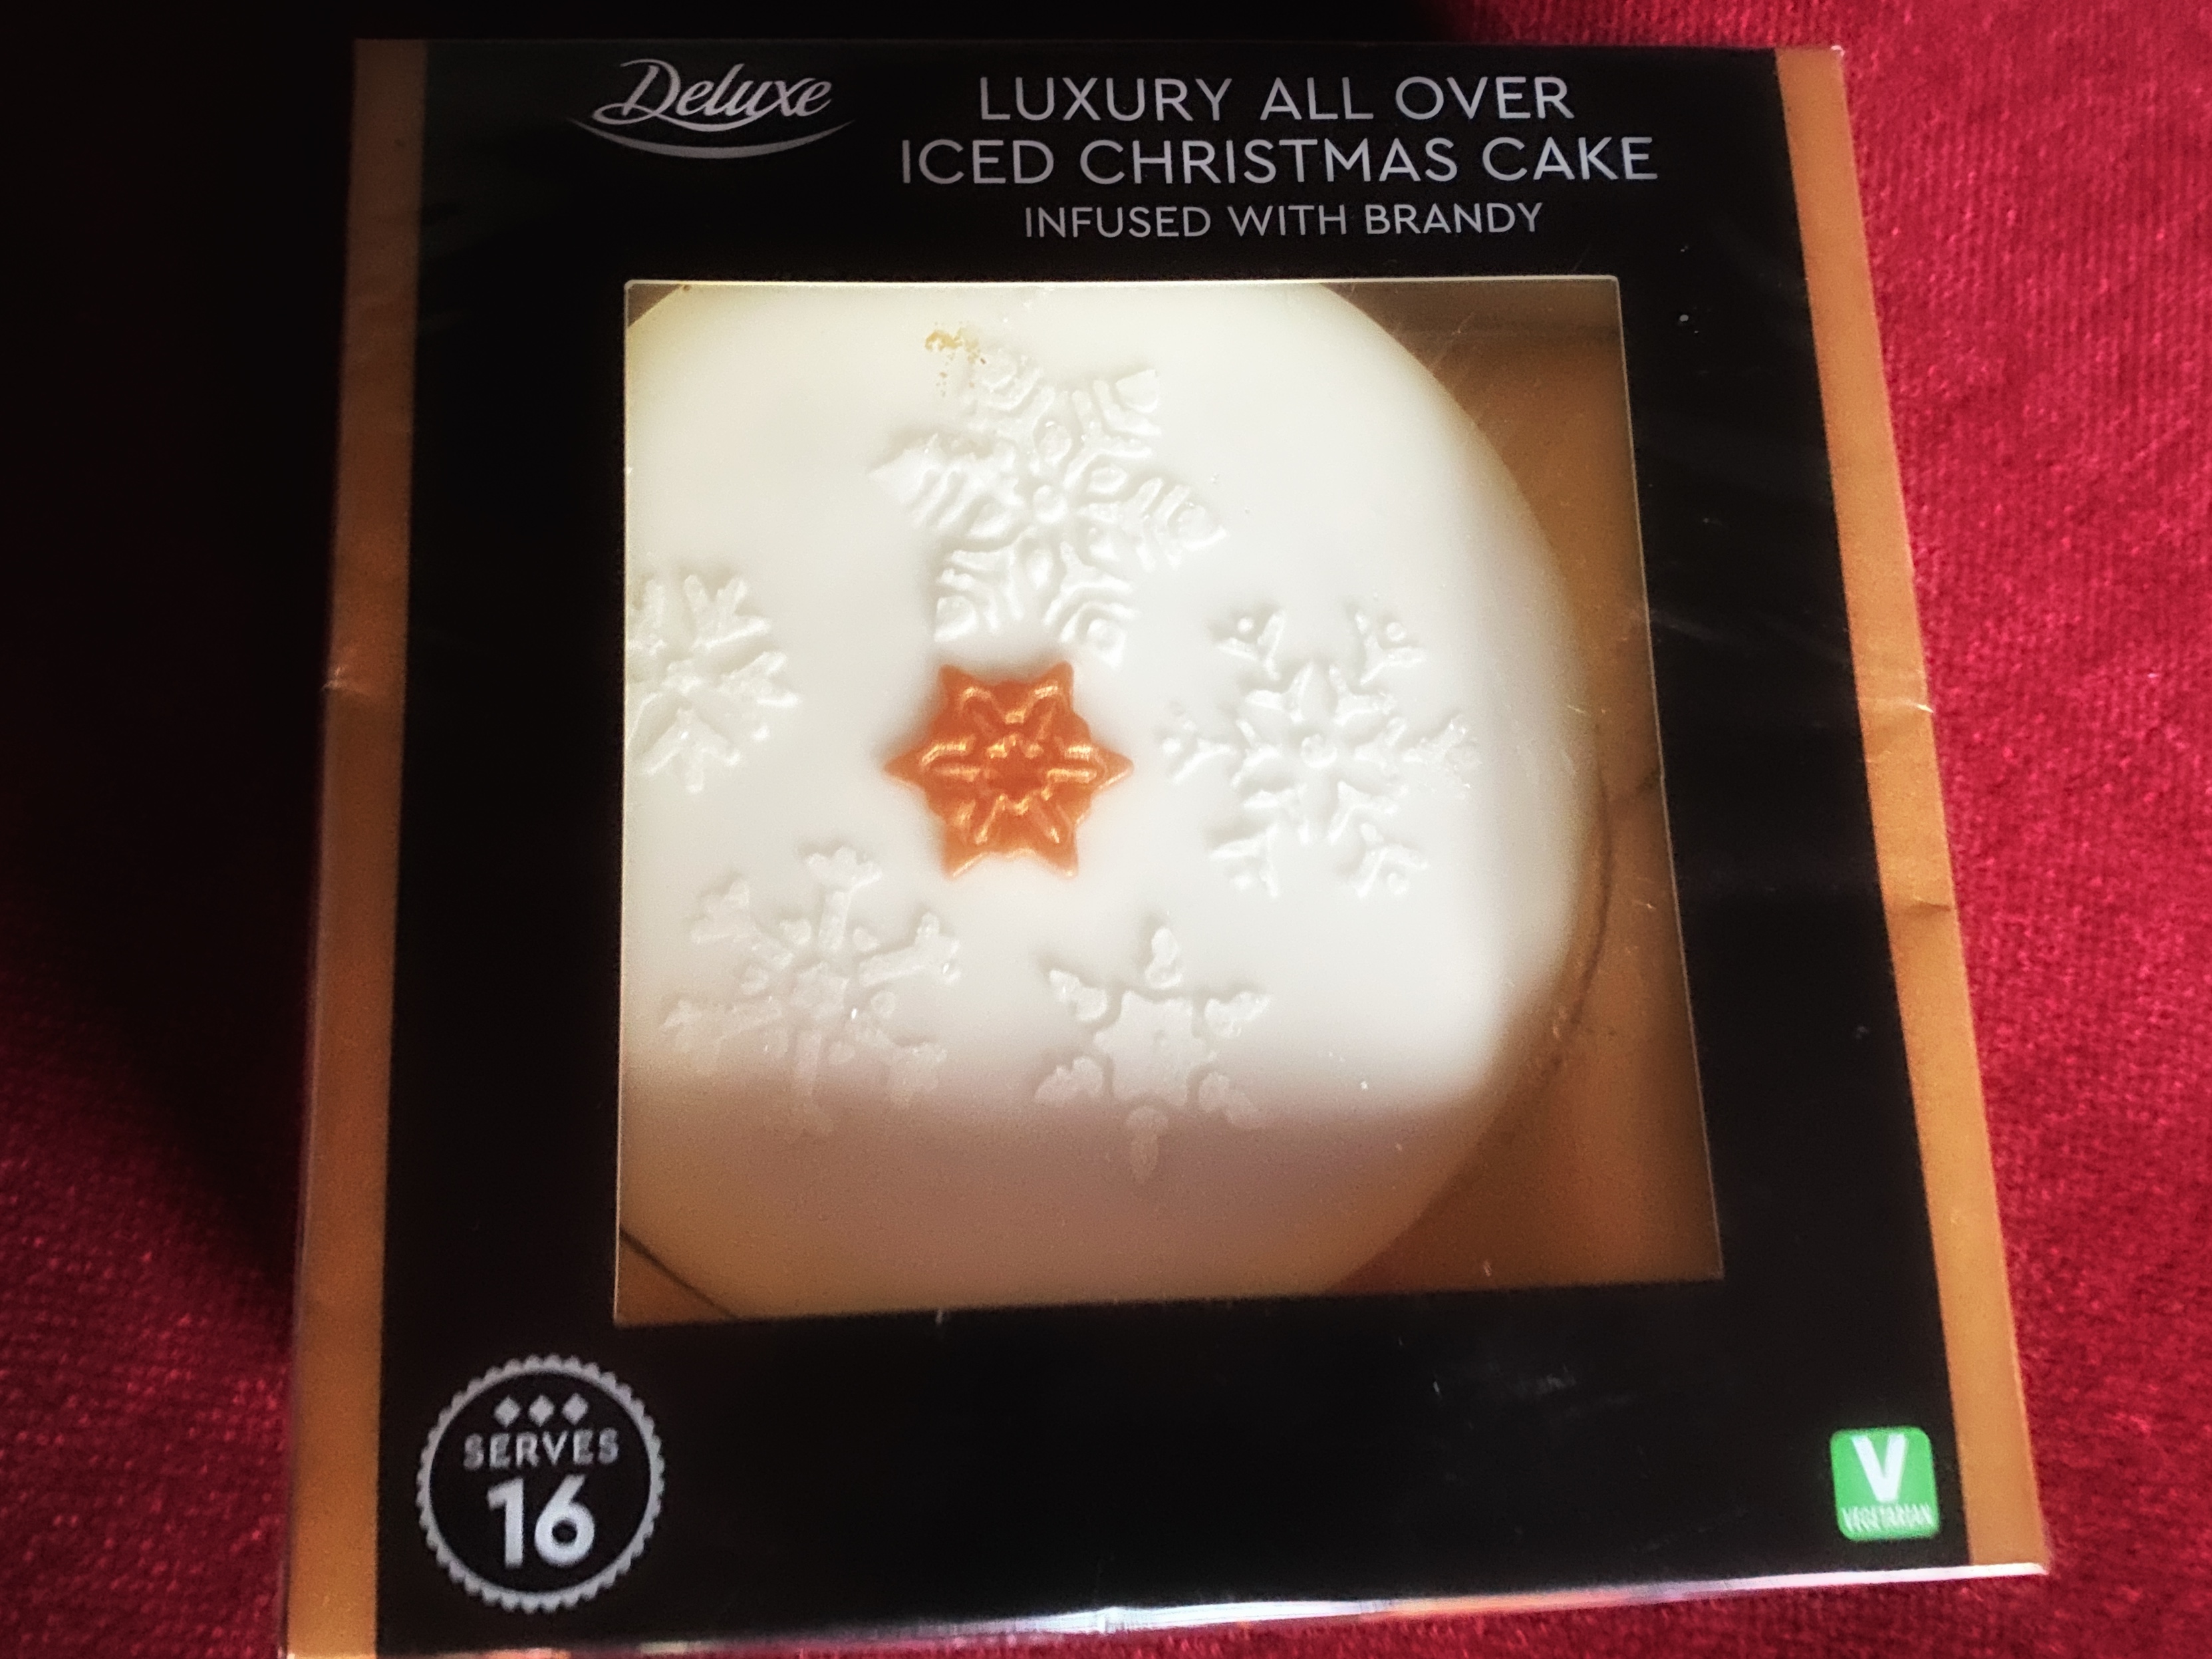 Deluxe
LUXURY ALL OVER
ICED CHRISTMAS CAKE
INFUSED WITH BRANDY
SERVES
16
V
VEGETARIAN